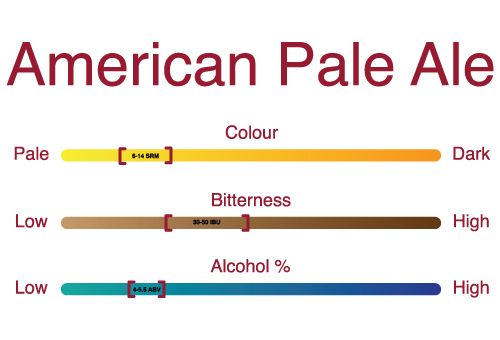 American Pale Ale
Colour
Pale 6-14 SRM Dark
Bitterness
Low 30-50 IBU High
Alcohol %
Low 4-5.5 ABV High